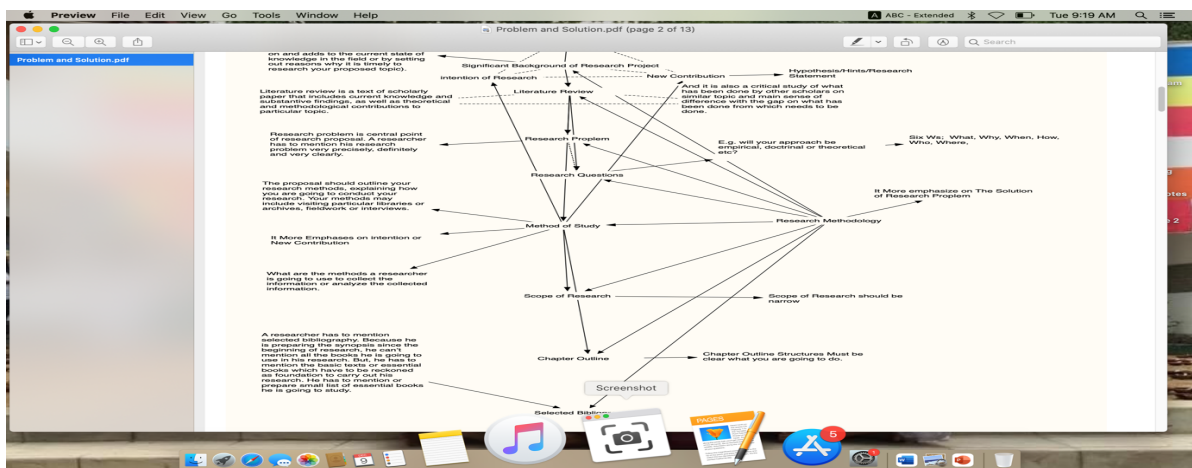 Preview File Edit View Go Tools Window Help
A ABC - Extended Tue 9:19 AM
Problem and Solution.pdf (page 2 of 13)
Search
Problem and Solution.pdf
on and adds to the current state of
knowledge in the field or by setting
out reasons why it is timely to
research your proposed topic).
Significant Background of Research Project
Intention of Research
New Contribution
Hypothesis/Hints/Research
Statement
Literature review is a text of scholarly
paper that includes current knowledge and
substantive findings, as well as theoretical
and methodological contributions to
particular topic.
Literature Review
And it is also a critical study of what
has been done by other scholars on
similar topic and main sense of
difference with the gap on what has
been done from which needs to be
done.
Research problem is central point
of research proposal. A researcher
has to mention his research
problem very precisely, definitely
and very clearly.
Research Proplem
E.g. will your approach be
empirical, doctrinal or theoretical
etc?
Six Ws; What, Why, When, How,
Who, Where,
Research Questions
The proposal should outline your
research methods, explaining how
you are going to conduct your
research. Your methods may
include visiting particular libraries or
archives, fieldwork or interviews.
It More emphasize on The Solution
of Research Proplem
Method of Study
Research Methodology
It More Emphases on intention or
New Contribution
What are the methods a researcher
is going to use to collect the
information or analyze the collected
information.
Scope of Research
Scope of Research should be
narrow
A researcher has to mention
selected bibliography. Because he
is preparing the synopsis since the
beginning of research, he can't
mention all the books he is going to
use in his research. But, he has to
mention the basic texts or essential
books which have to be reckoned
as foundation to carry out his
research. He has to mention or
prepare small list of essential books
he is going to study.
Chapter Outline
Chapter Outline Structures Must be
clear what you are going to do.
Screenshot
Selected
PAGES
5
9
1
otes
2